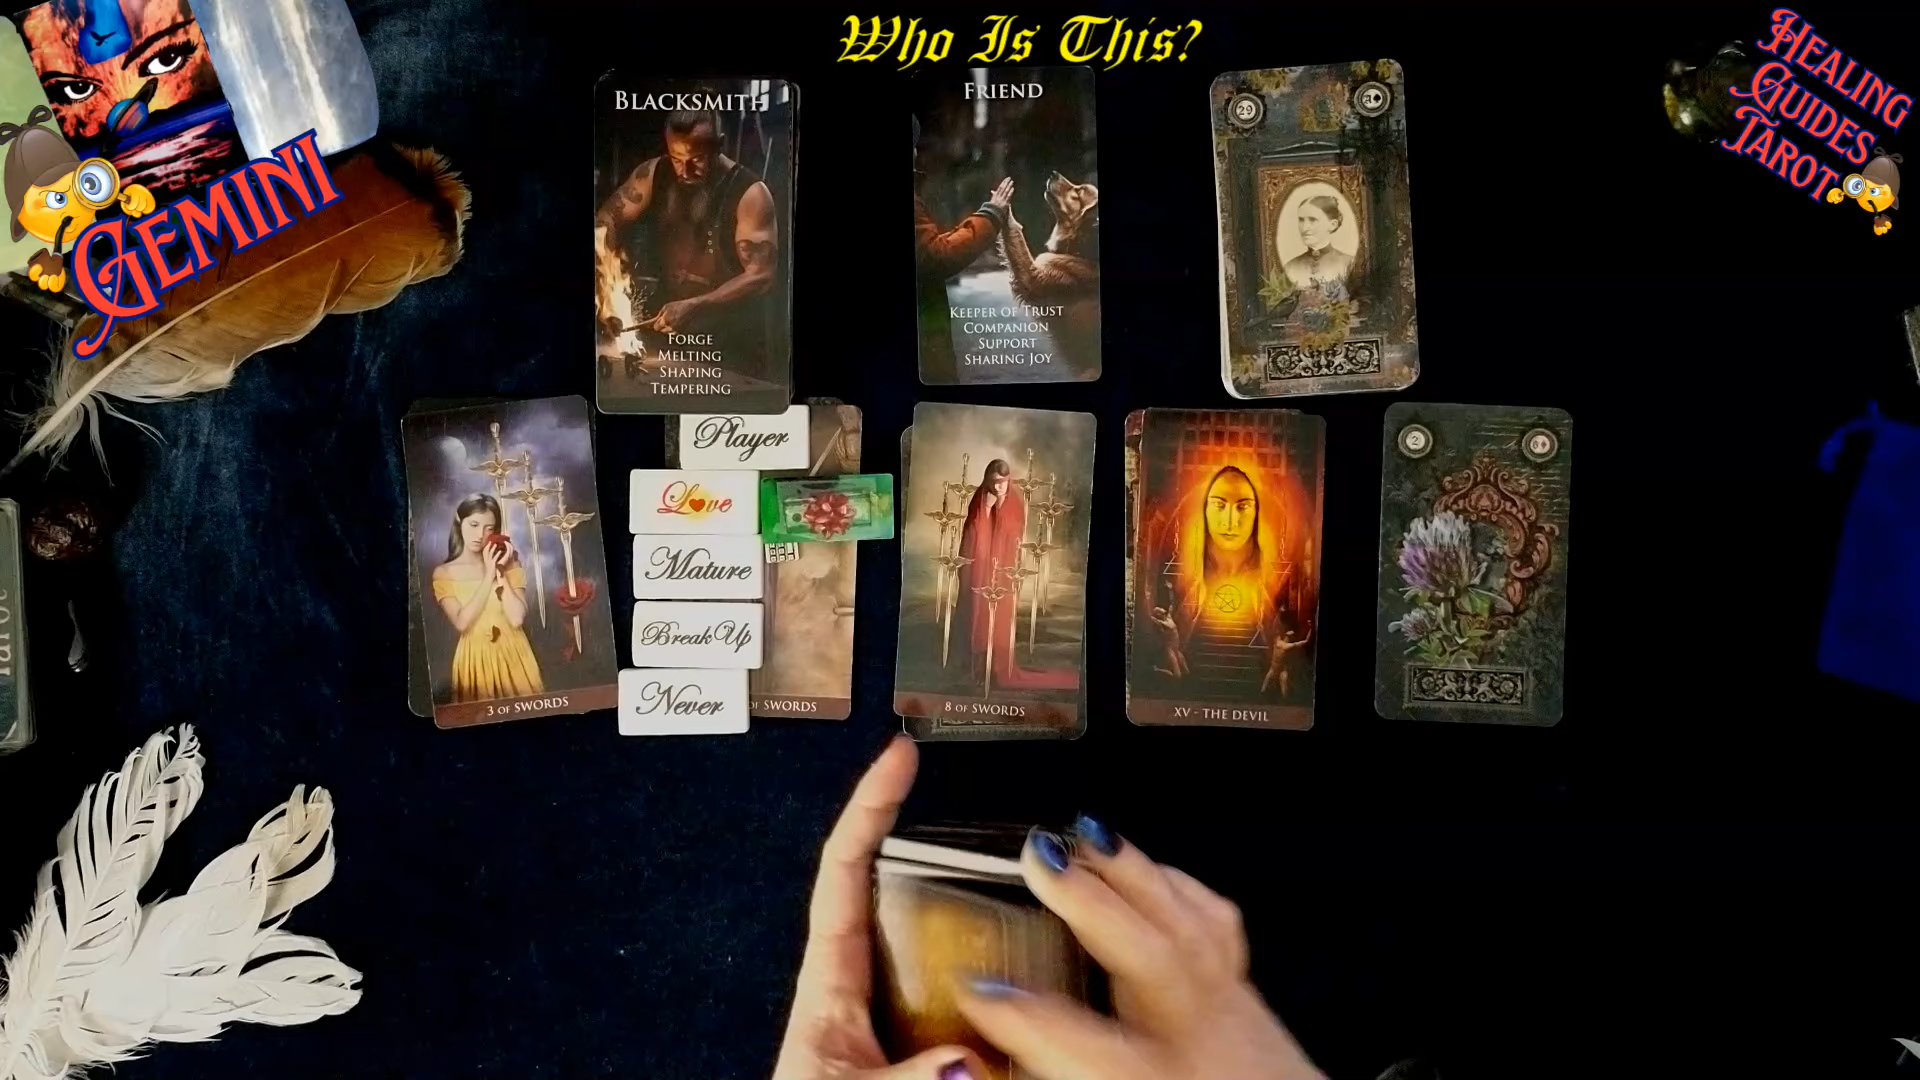 Who Is This?
Gemini
Healing
Guides
Tarot
Blacksmith
Forge
Melting
Shaping
Tempering
Friend
Keeper of Trust
Companion
Support
Sharing Joy
29
A♠
3 of Swords
Player
Love
Mature
Break Up
Never
of Swords
8 of Swords
XV - The Devil
2
6♦
Tarot